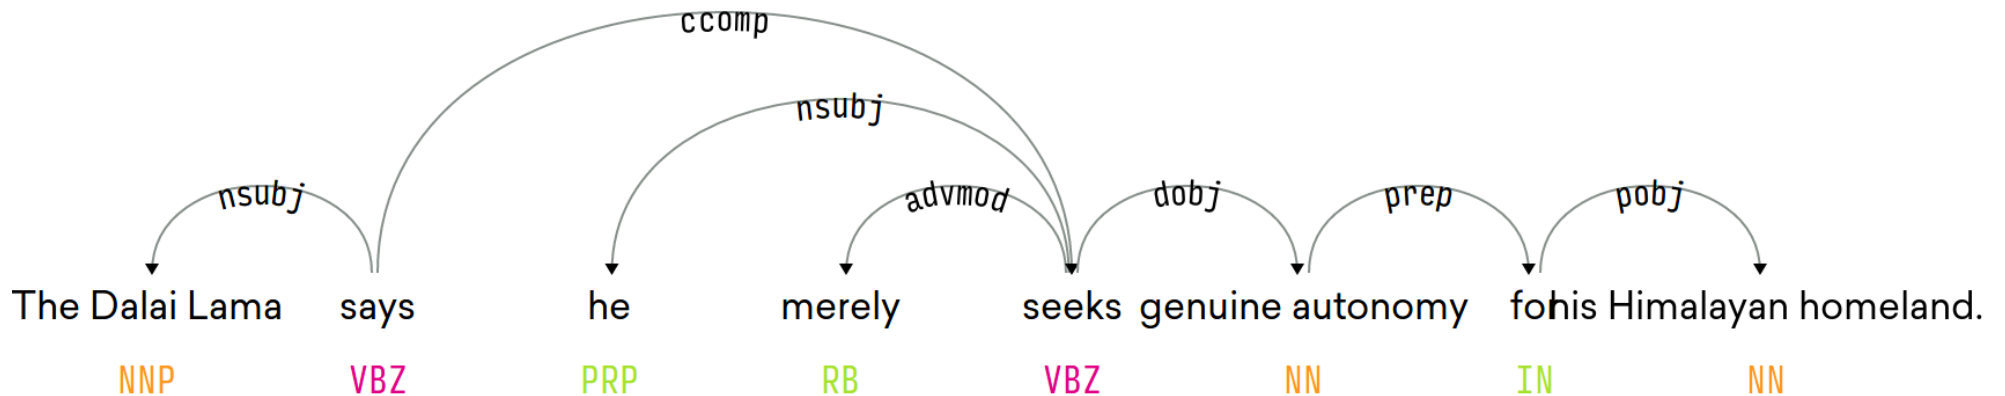 ccomp
nsubj
nsubj advmod dobj prep pobj
The Dalai Lama says he merely seeks genuine autonomy for his Himalayan homeland.
NNP VBZ PRP RB VBZ NN IN NN